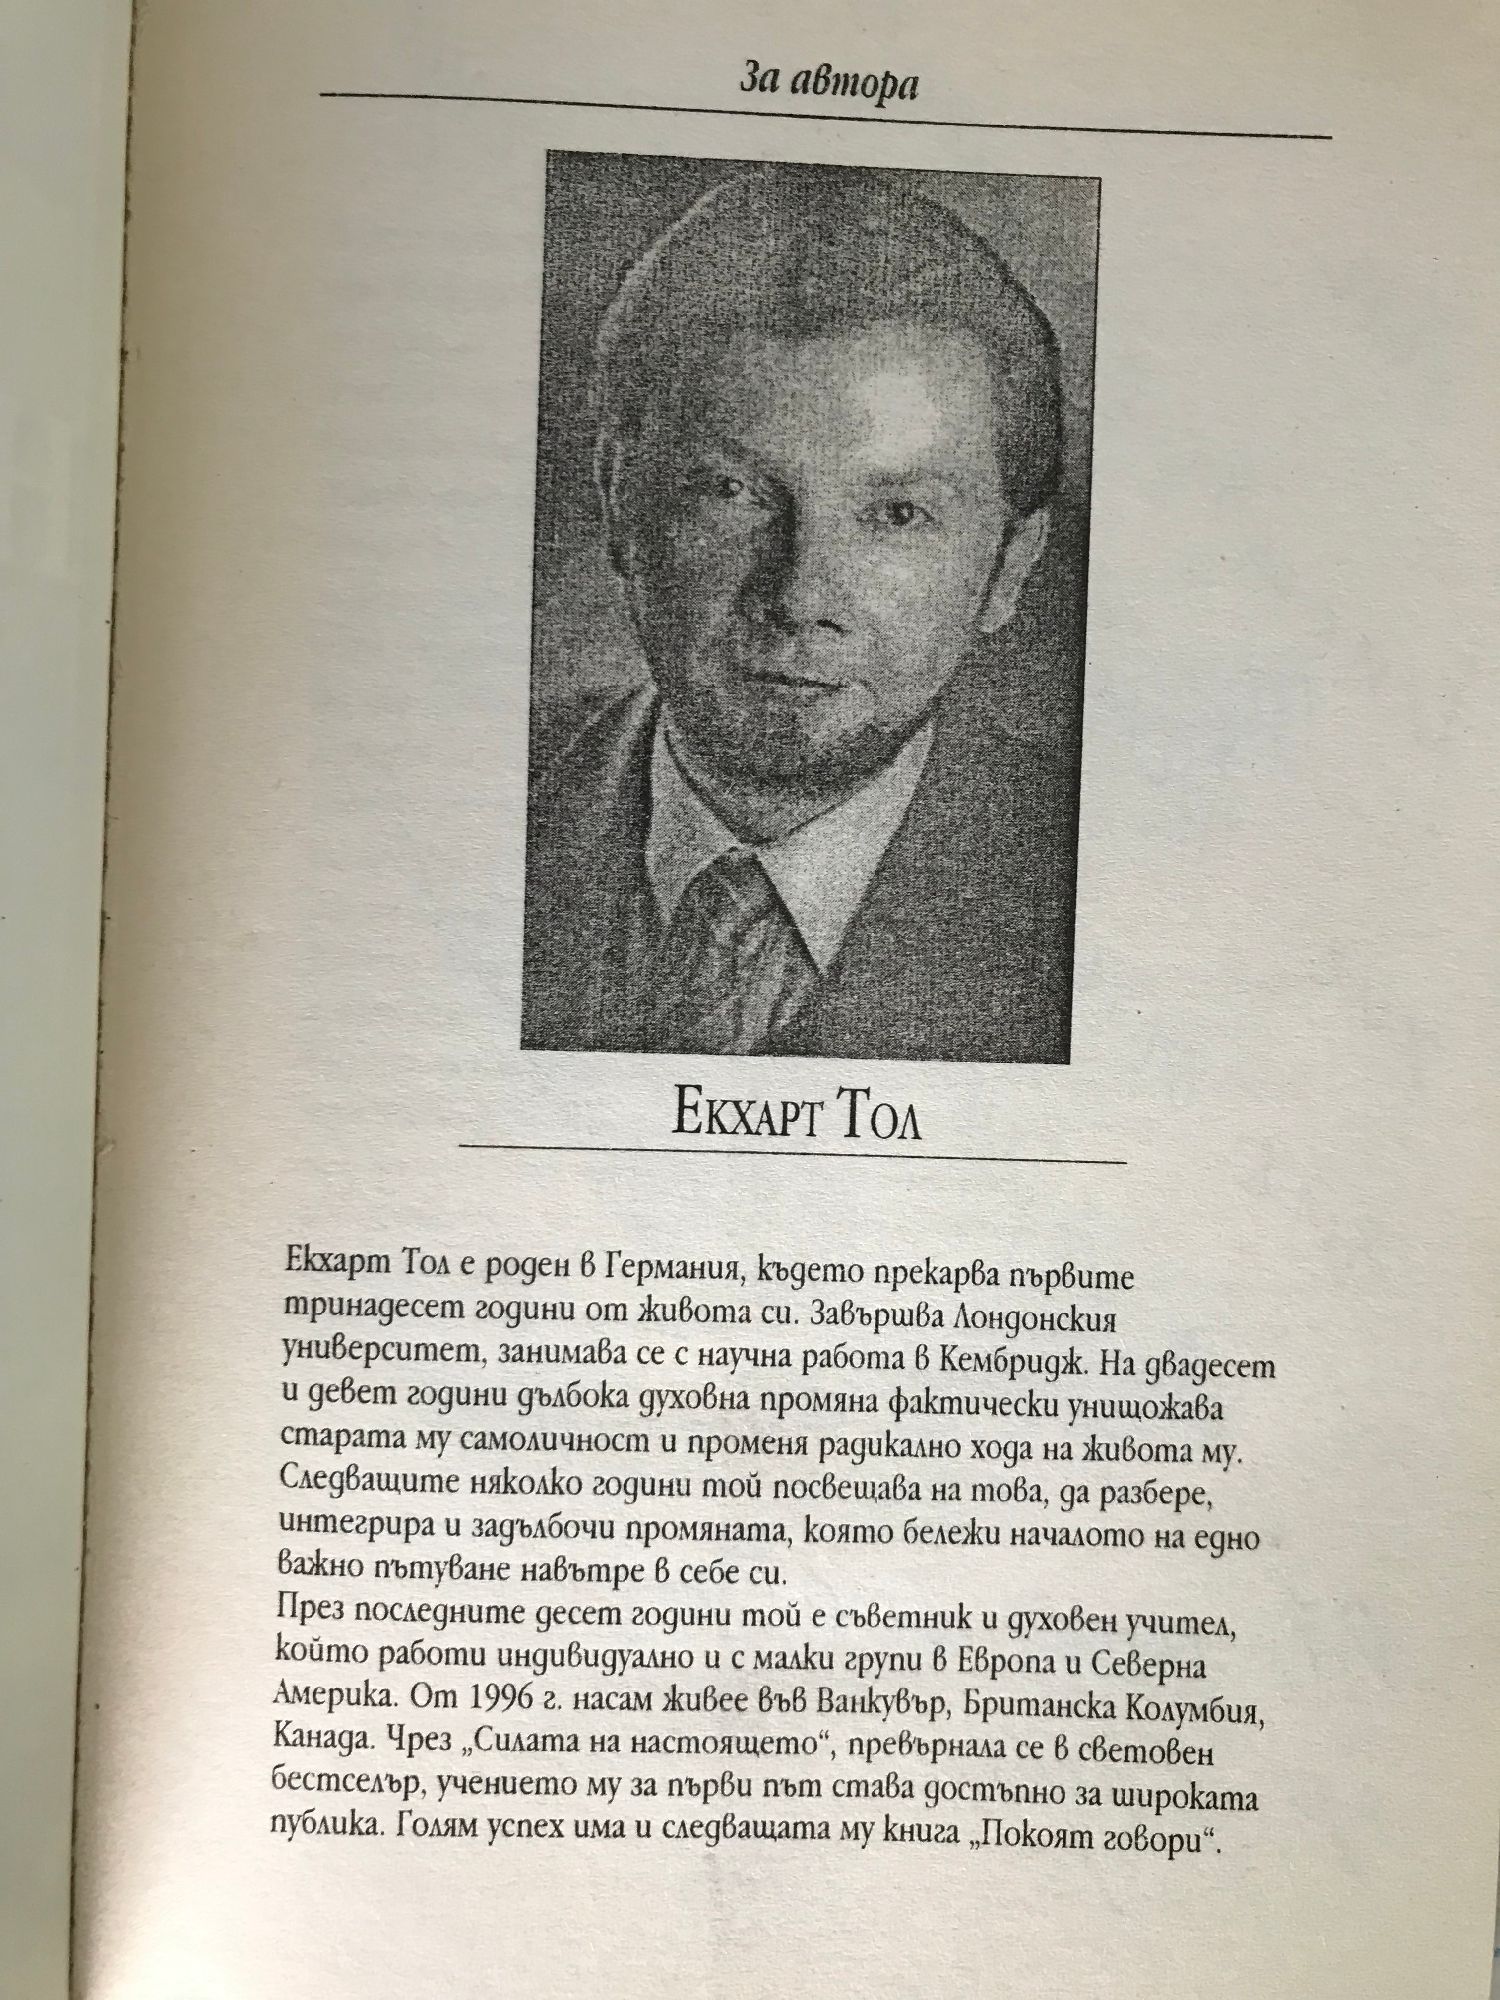 За автора
Екхарт Тол
Екхарт Тол е роден в Германия, където прекарва първите
тринадесет години от живота си. Завършва Лондонския
университет, занимава се с научна работа в Кембридж. На двадесет
и девет години дълбока духовна промяна фактически унищожава
старата му самоличност и променя радикално хода на живота му.
Следващите няколко години той посвещава на това, да разбере,
интегрира и задълбочи промяната, която бележи началото на едно
важно пътуване навътре в себе си.
През последните десет години той е съветник и духовен учител,
който работи индивидуално и с малки групи в Европа и Северна
Америка. От 1996 г. насам живее във Ванкувър, Британска Колумбия,
Канада. Чрез „Силата на настоящето“, превърнала се в световен
бестселър, учението му за първи път става достъпно за широката
публика. Голям успех има и следващата му книга „Покоят говори“.